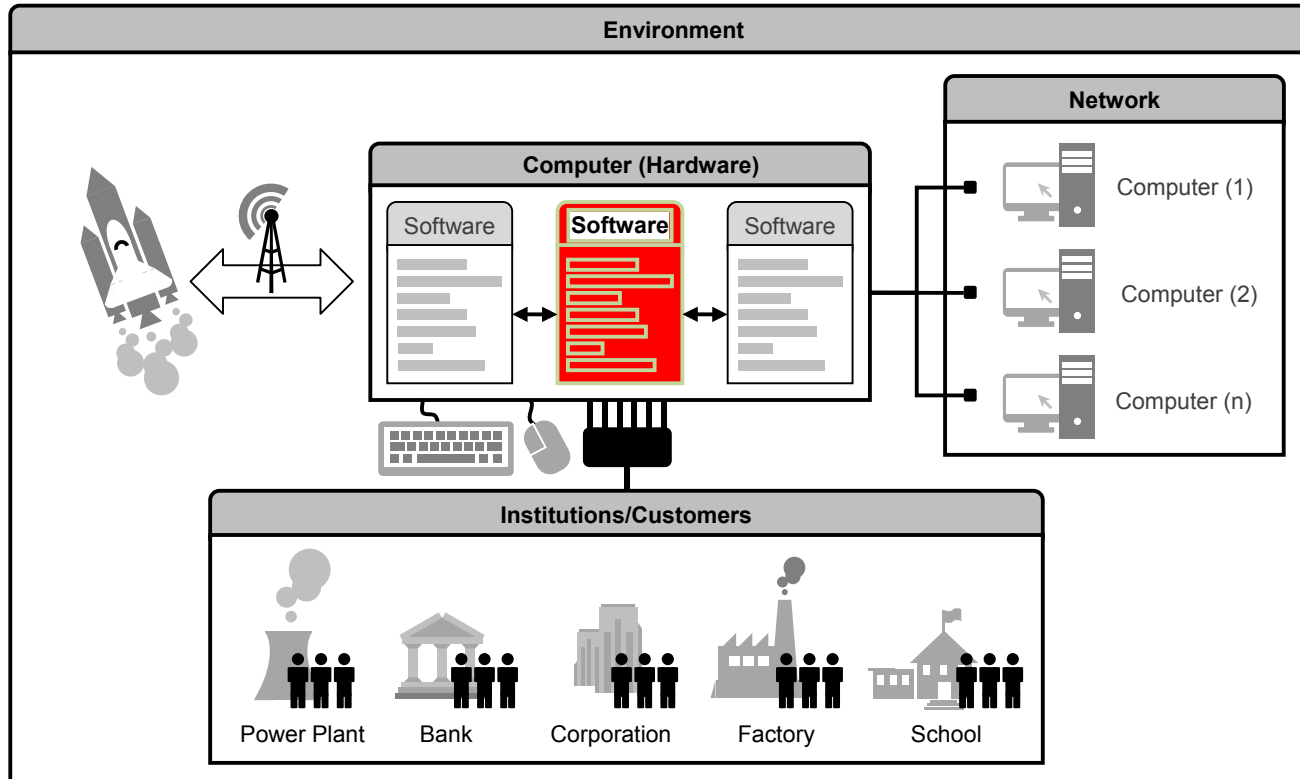 Environment
Network
Computer (Hardware)
Software
Software
Software
Computer (1)
Computer (2)
Computer (n)
Institutions/Customers
Power Plant
Bank
Corporation
Factory
School